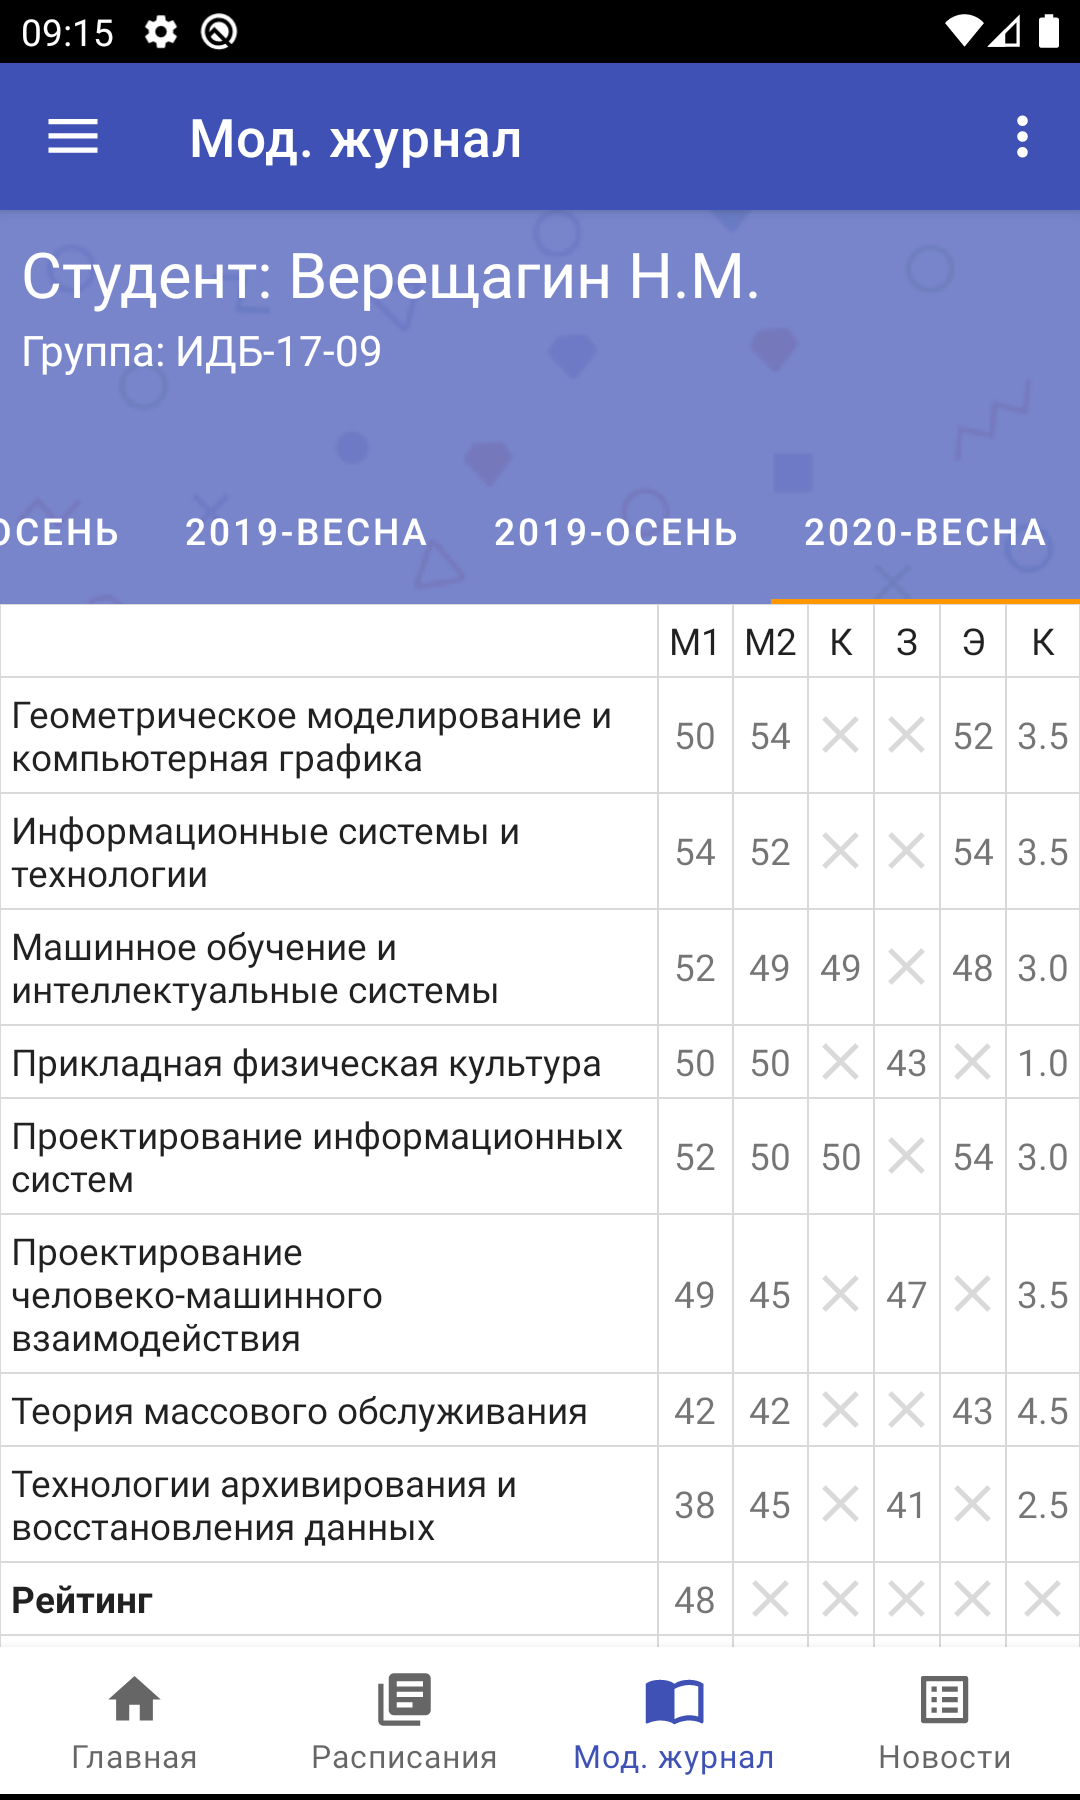 09:15
Мод. журнал
Студент: Верещагин Н.М.
Группа: ИДБ-17-09
ОСЕНЬ 2019-ВЕСНА 2019-ОСЕНЬ 2020-ВЕСНА
М1 М2 К З Э К
Геометрическое моделирование и
компьютерная графика
50 54 52 3.5
Информационные системы и
технологии
54 52 54 3.5
Машинное обучение и
интеллектуальные системы
52 49 49 48 3.0
Прикладная физическая культура 50 50 43 1.0
Проектирование информационных
систем
52 50 50 54 3.0
Проектирование
человеко-машинного
взаимодействия
49 45 47 3.5
Теория массового обслуживания 42 42 43 4.5
Технологии архивирования и
восстановления данных
38 45 41 2.5
Рейтинг 48
Главная Расписания Мод. журнал Новости